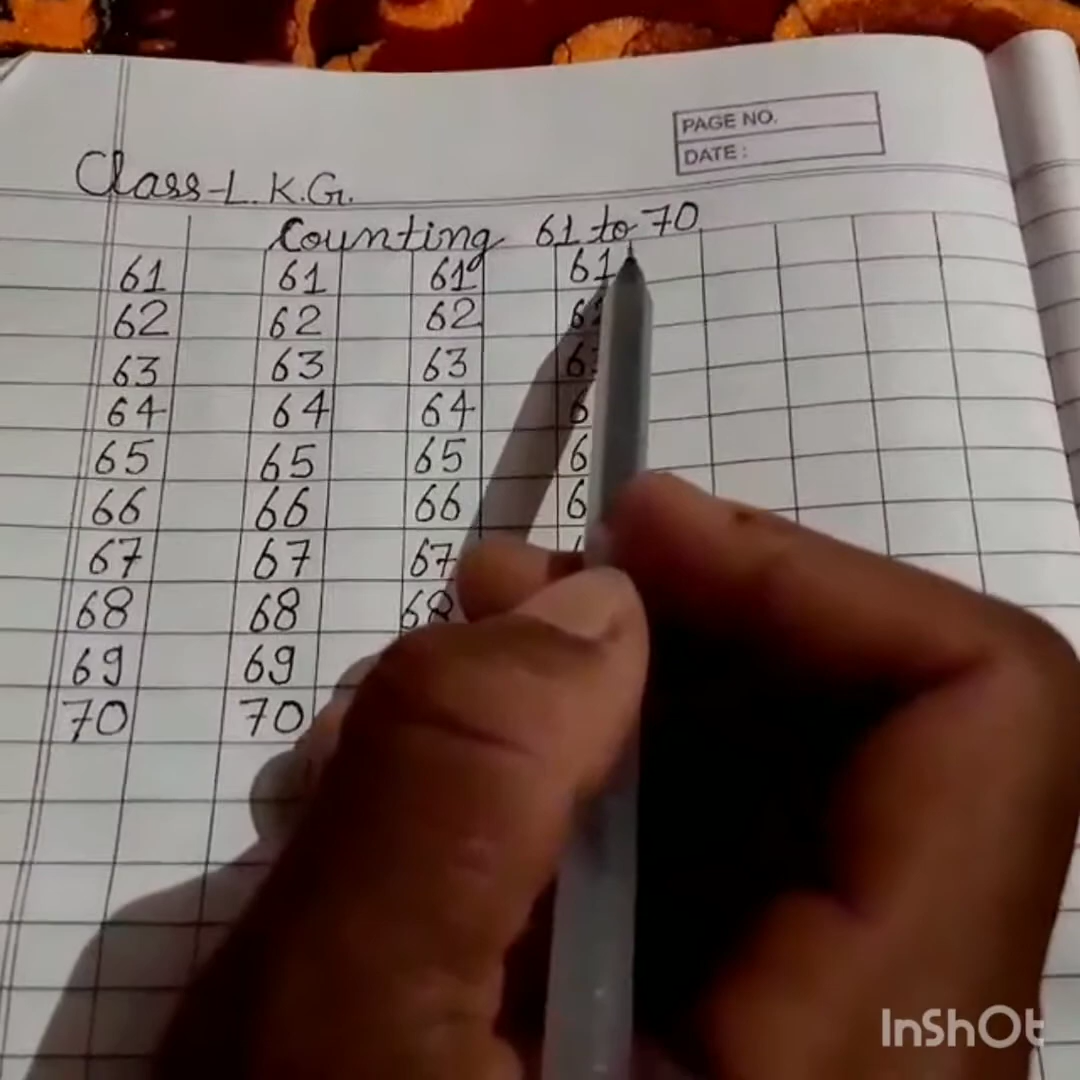 PAGE NO.
DATE :
Class-L.K.G.
Counting 61 to 70
61 61 61 61
62 62 62
63 63 63
64 64 64
65 65 65
66 66 66
67 67 67
68 68 68
69 69
70 70
InShOt